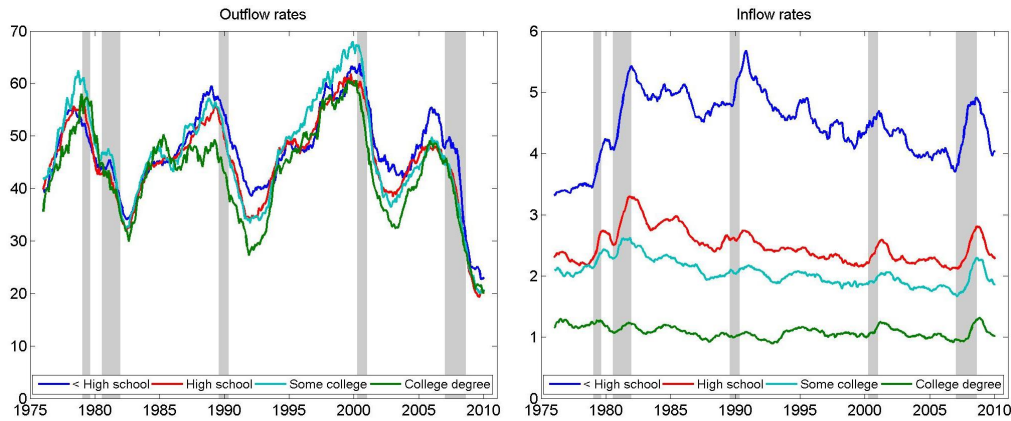 Outflow rates
70
60
50
40
30
20
10
0
1975 1980 1985 1990 1995 2000 2005 2010
< High school High school Some college College degree
Inflow rates
6
5
4
3
2
1
0
1975 1980 1985 1990 1995 2000 2005 2010
< High school High school Some college College degree